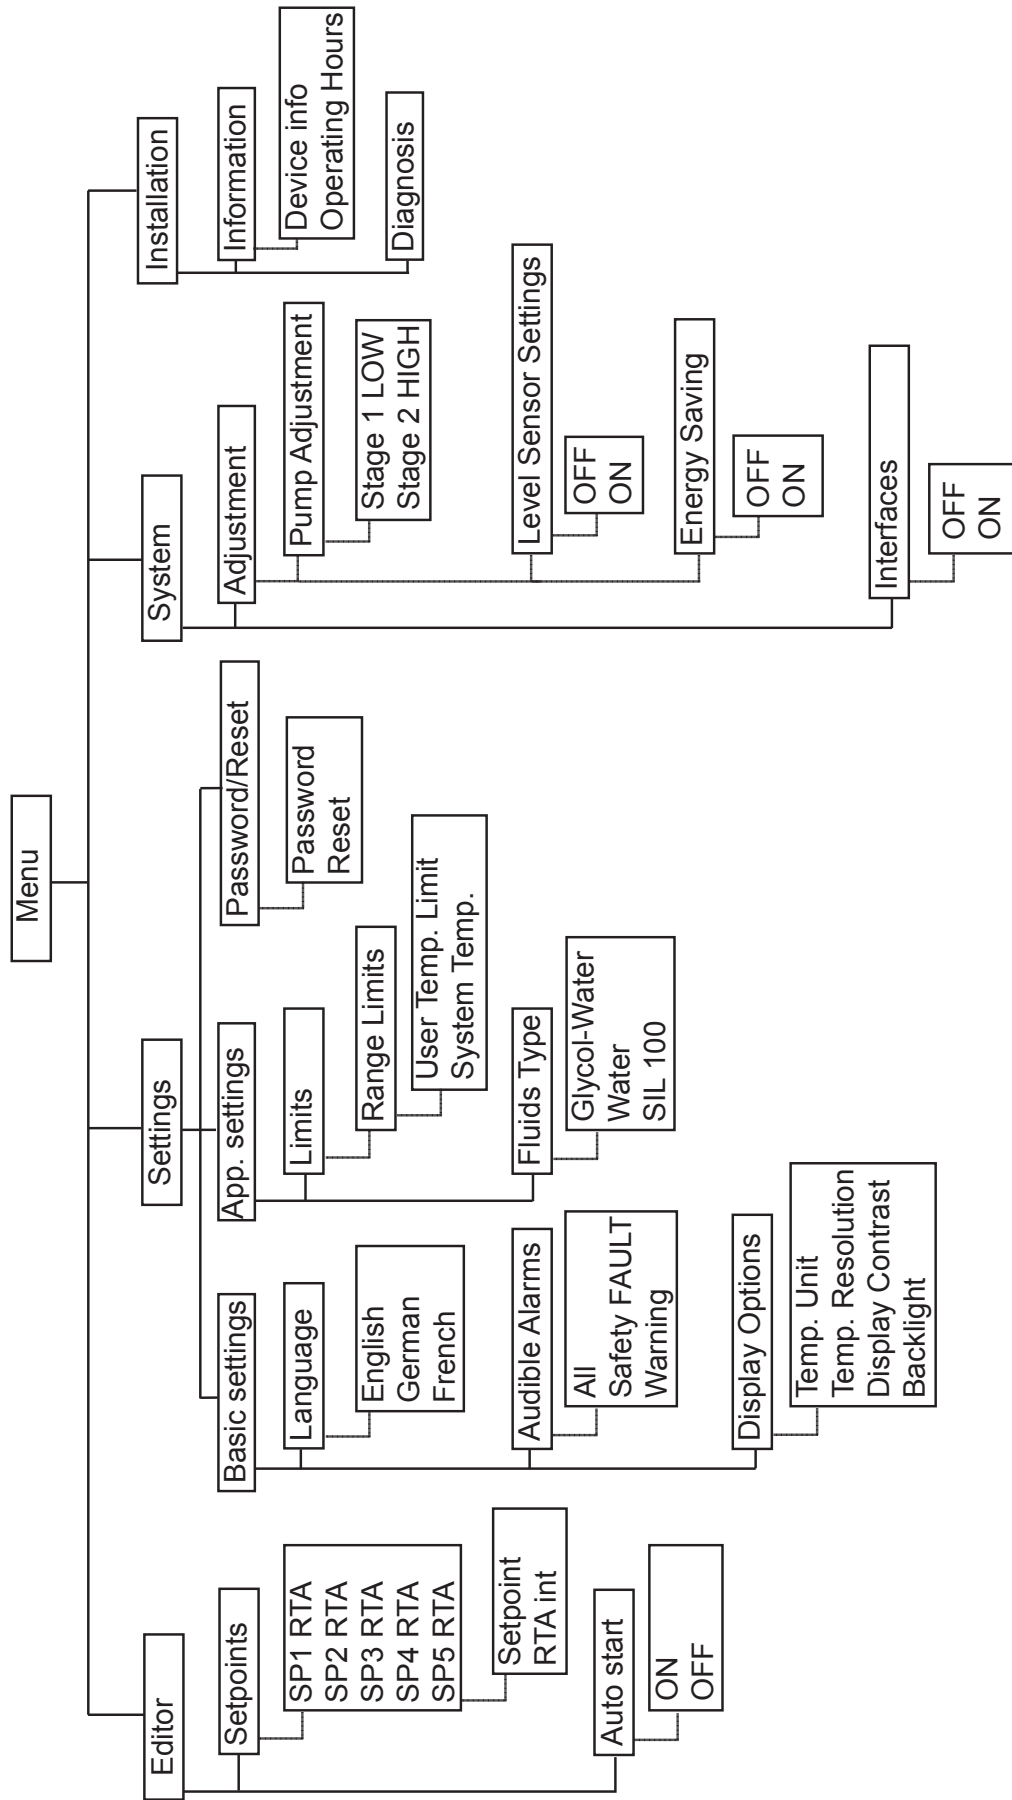 Menu
Editor
Setpoints
SP1 RTA
SP2 RTA
SP3 RTA
SP4 RTA
SP5 RTA
Setpoint
RTA int
Auto start
ON
OFF
Settings
Basic settings
Language
English
German
French
Audible Alarms
All
Safety FAULT
Warning
Display Options
Temp. Unit
Temp. Resolution
Display Contrast
Backlight
App. settings
Limits
Range Limits
User Temp. Limit
System Temp.
Fluids Type
Glycol-Water
Water
SIL 100
Password/Reset
Password
Reset
System
Adjustment
Pump Adjustment
Stage 1 LOW
Stage 2 HIGH
Level Sensor Settings
OFF
ON
Energy Saving
OFF
ON
Interfaces
OFF
ON
Installation
Information
Device info
Operating Hours
Diagnosis